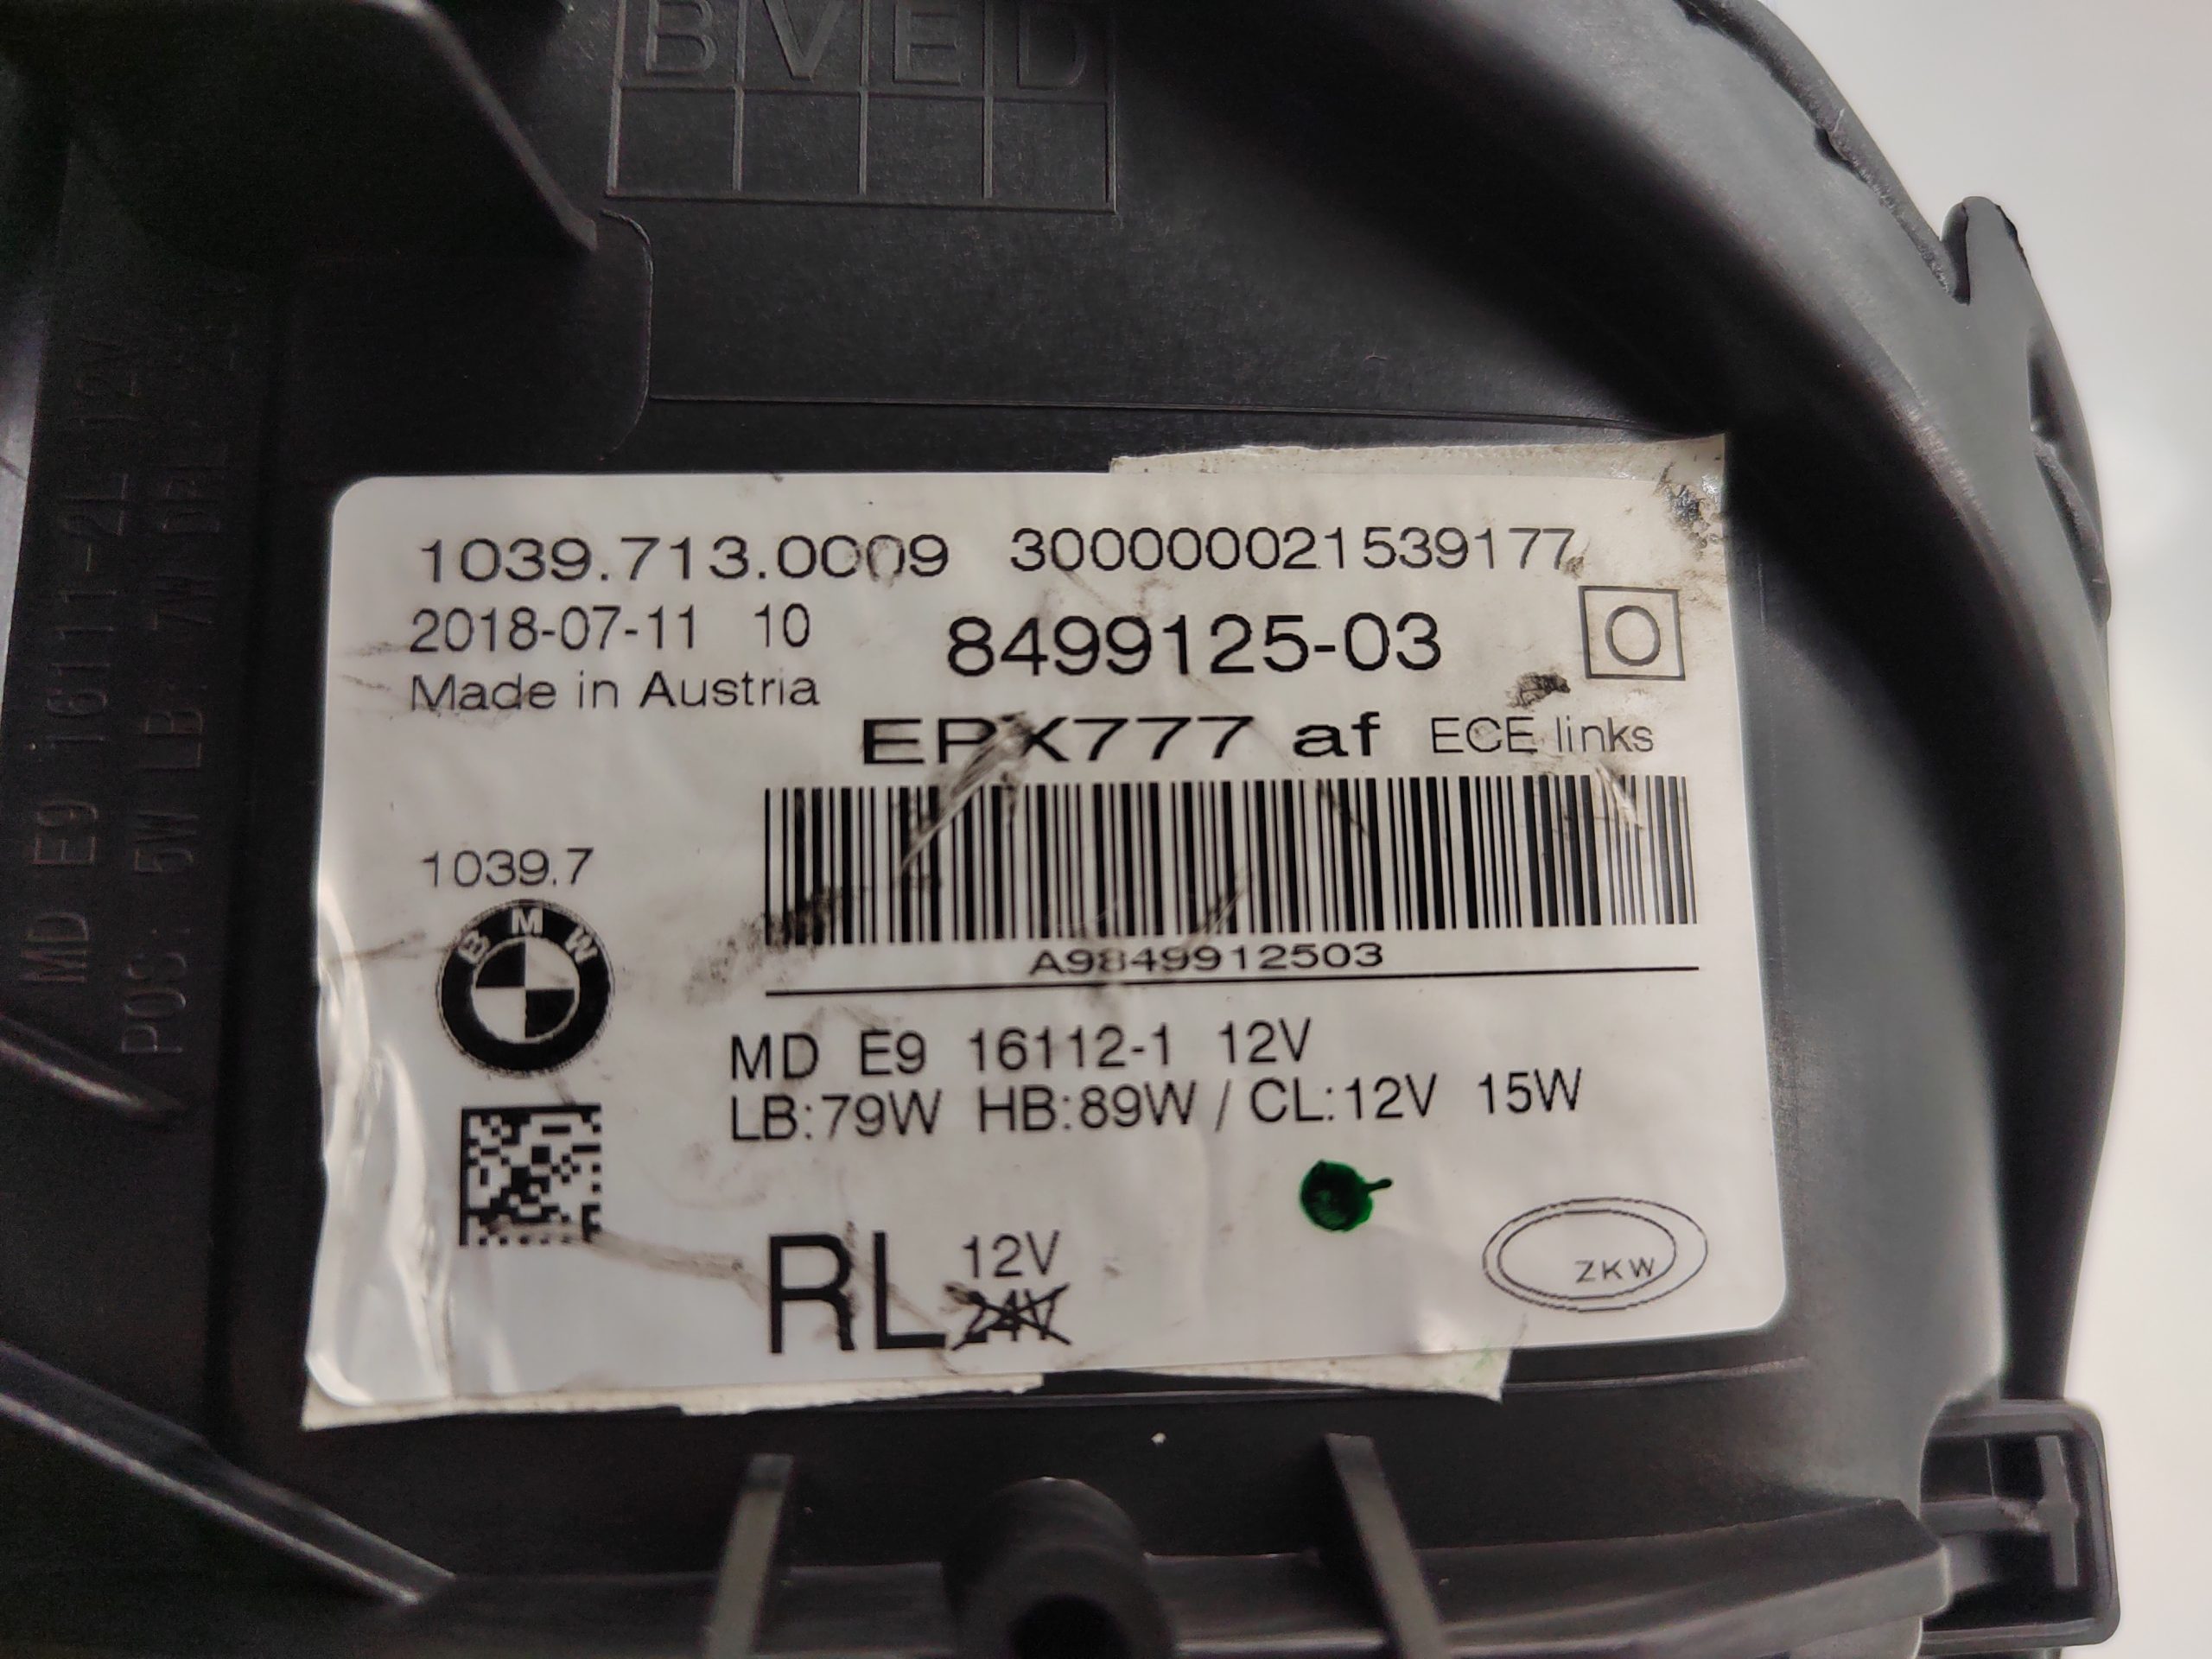 B V E D
1039.713.0009 300000021539177
2018-07-11 10 8499125-03 O
Made in Austria
EPX777 af ECE links
1039.7
BMW
A9849912503
MD E9 16112-1 12V
LB:79W HB:89W / CL:12V 15W
RL 12V
24V
ZKW
MD E9 16111-2L 12V
POS: 5W LB: 7W